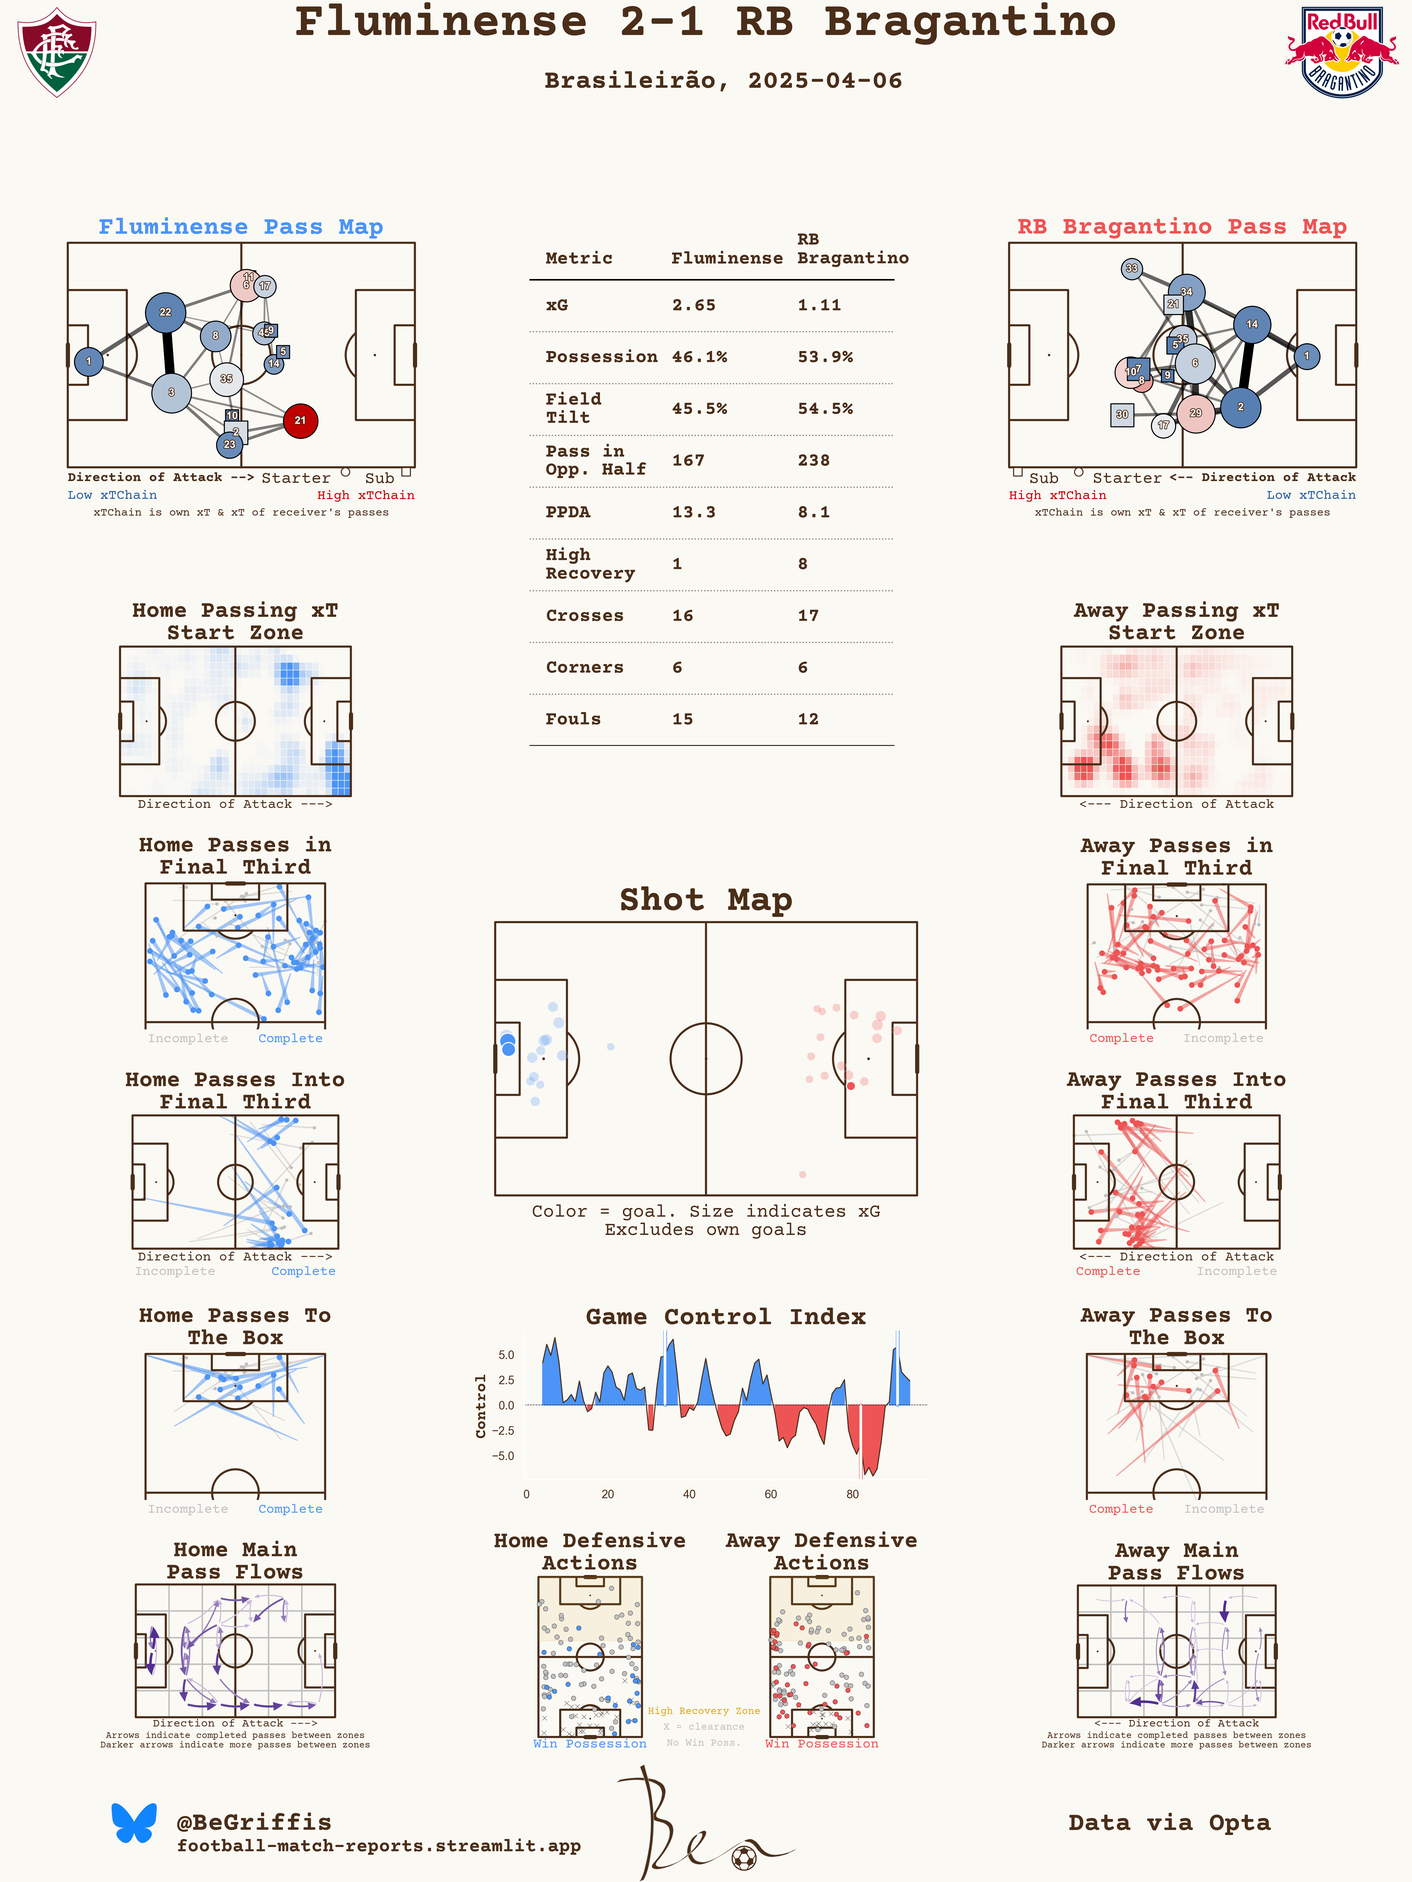 Fluminense 2-1 RB Bragantino
Brasileirão, 2025-04-06
RedBull
BRAGANTINO
Fluminense Pass Map
11
6
17
22
8
45
9
5
14
1
35
3
10
2
21
23
Direction of Attack --> Starter Sub
Low xTChain High xTChain
xTChain is own xT & xT of receiver's passes
Metric Fluminense RB Bragantino
xG 2.65 1.11
Possession 46.1% 53.9%
Field Tilt 45.5% 54.5%
Pass in Opp. Half 167 238
PPDA 13.3 8.1
High Recovery 1 8
Crosses 16 17
Corners 6 6
Fouls 15 12
RB Bragantino Pass Map
33
34
21
14
35
5
1
6
10
7
8
9
2
30
29
17
Sub Starter <-- Direction of Attack
High xTChain Low xTChain
xTChain is own xT & xT of receiver's passes
Home Passing xT
Start Zone
Direction of Attack --->
Away Passing xT
Start Zone
<--- Direction of Attack
Home Passes in
Final Third
Incomplete Complete
Away Passes in
Final Third
Complete Incomplete
Shot Map
Color = goal. Size indicates xG
Excludes own goals
Home Passes Into
Final Third
Direction of Attack --->
Incomplete Complete
Away Passes Into
Final Third
<--- Direction of Attack
Complete Incomplete
Home Passes To
The Box
Incomplete Complete
Game Control Index
Control
5.0
2.5
0.0
−2.5
−5.0
0 20 40 60 80
Away Passes To
The Box
Complete Incomplete
Home Main
Pass Flows
Direction of Attack --->
Arrows indicate completed passes between zones
Darker arrows indicate more passes between zones
Home Defensive
Actions
Win Possession
High Recovery Zone
X = clearance
No Win Poss.
Away Defensive
Actions
Win Possession
Away Main
Pass Flows
<--- Direction of Attack
Arrows indicate completed passes between zones
Darker arrows indicate more passes between zones
@BeGriffis
football-match-reports.streamlit.app
Ben
Data via Opta